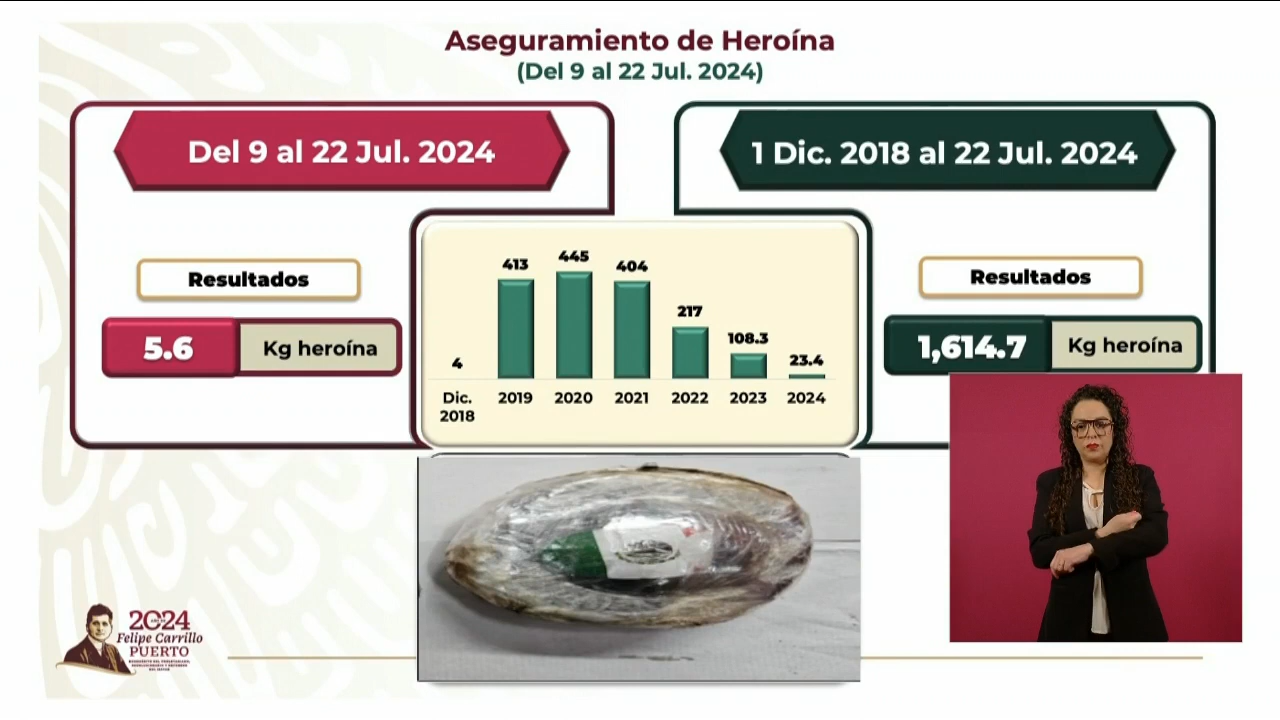 Aseguramiento de Heroína
(Del 9 al 22 Jul. 2024)
Del 9 al 22 Jul. 2024
Resultados
5.6 Kg heroína
413
445
404
217
108.3
23.4
4
Dic. 2018
2019
2020
2021
2022
2023
2024
1 Dic. 2018 al 22 Jul. 2024
Resultados
1,614.7 Kg heroína
2024
Felipe Carrillo
PUERTO